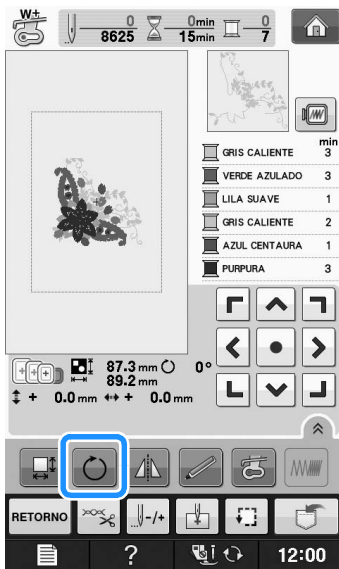 W+
0 0min 0
8625 15min 7
min
GRIS CALIENTE 3
VERDE AZULADO 3
LILA SUAVE 1
GRIS CALIENTE 2
AZUL CENTAURA 1
PURPURA 3
87.3 mm 0°
89.2 mm
+ 0.0 mm + 0.0 mm
RETORNO -/+
? 12:00